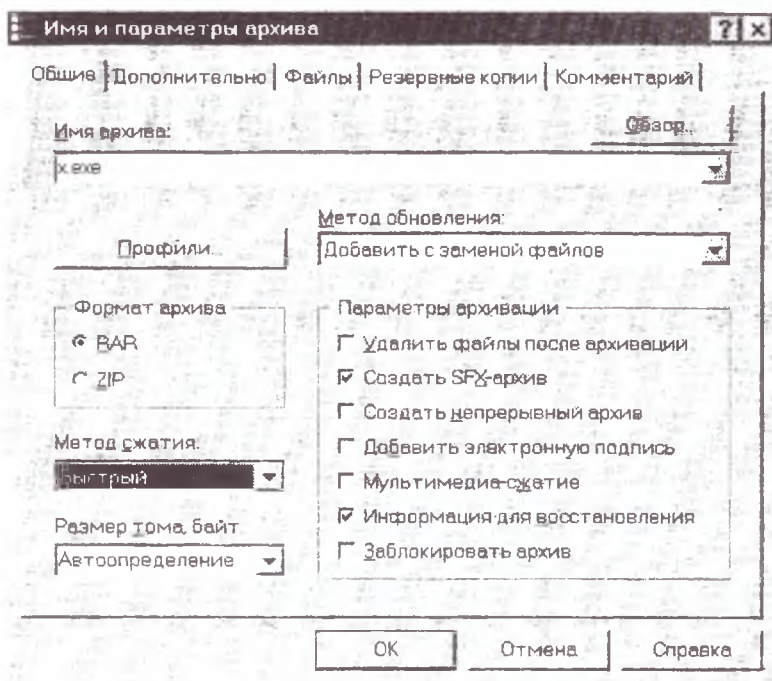 Имя и параметры архива
Общие Дополнительно Файлы Резервные копии Комментарий
Имя архива:
Обзор...
x.exe
Метод обновления:
Профили...
Добавить с заменой файлов
Формат архива
RAR
ZIP
Параметры архивации
Удалить файлы после архивации
Создать SFX-архив
Создать непрерывный архив
Добавить электронную подпись
Мультимедиа-сжатие
Информация для восстановления
Заблокировать архив
Метод сжатия:
Быстрый
Размер тома, байт
Автоопределение
OK Отмена Справка